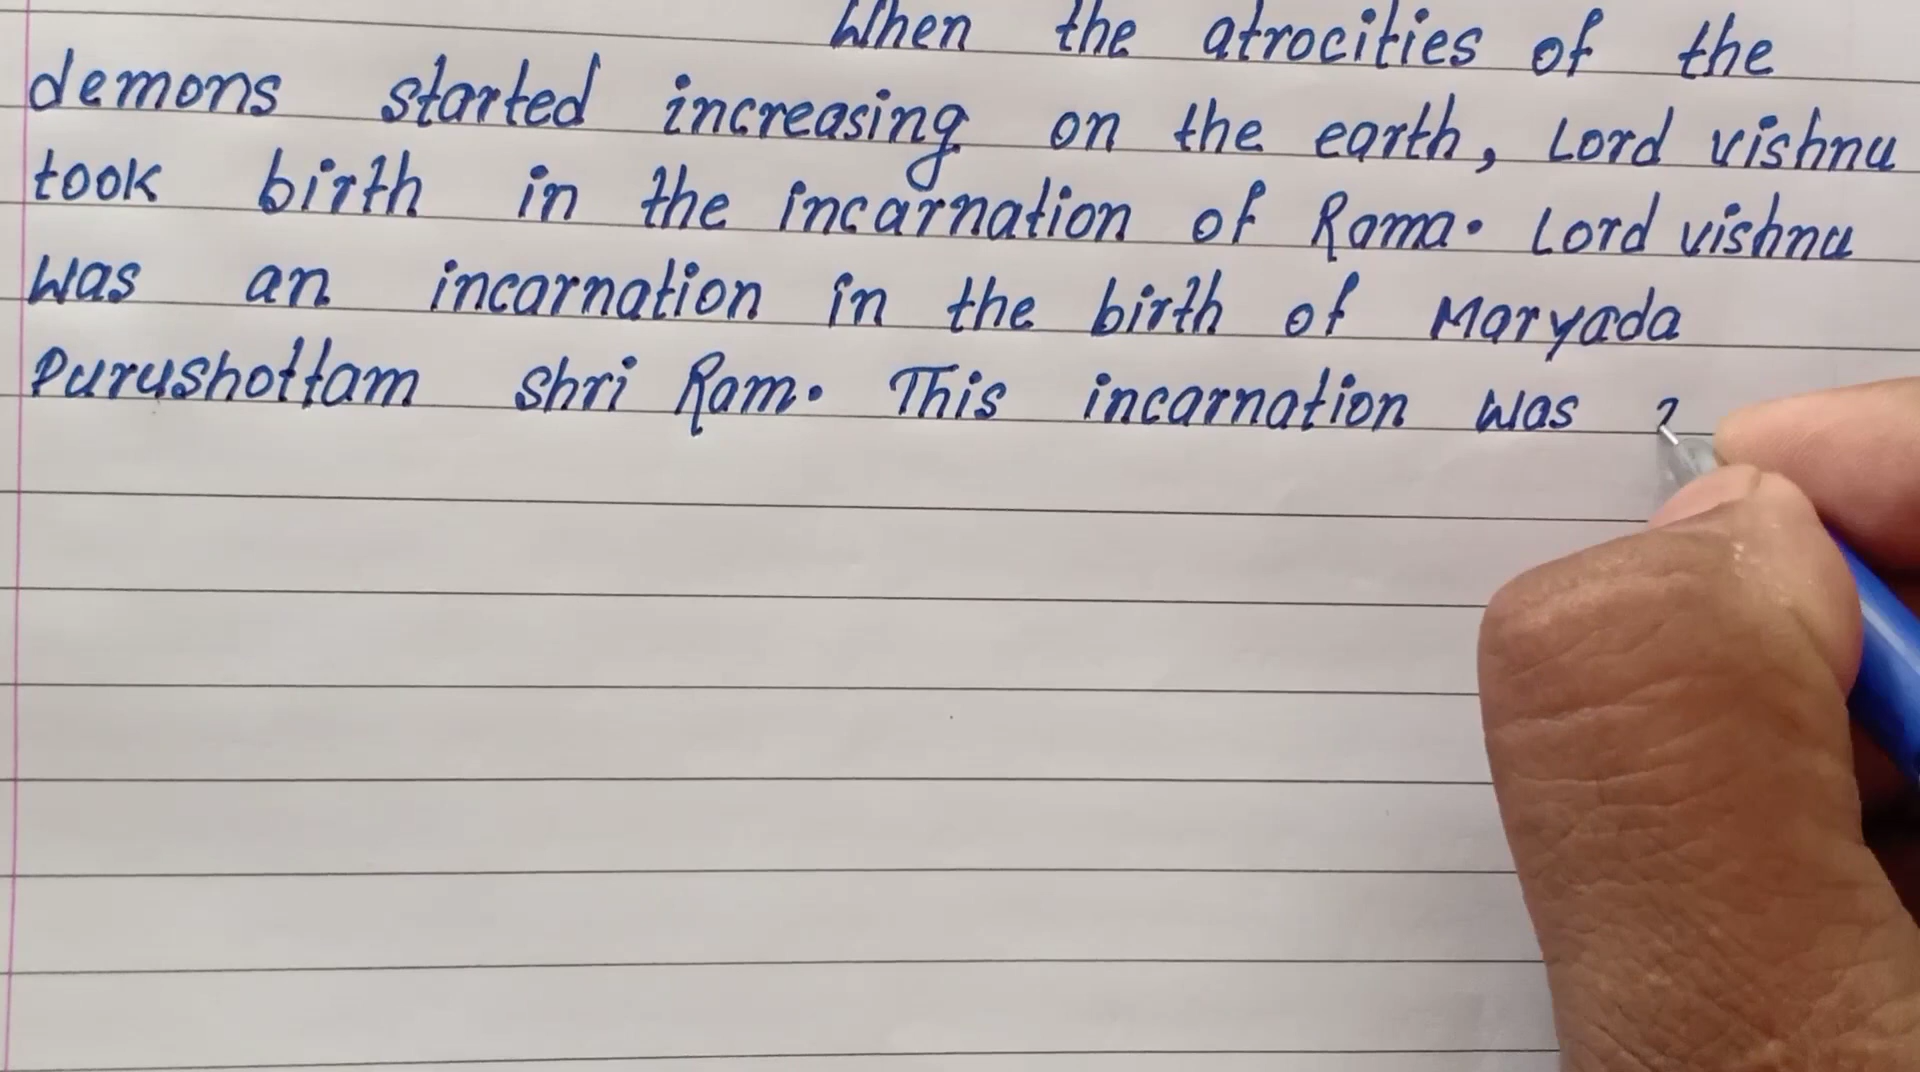 When the atrocities of the
demons started increasing on the earth, Lord vishnu
took birth in the incarnation of Rama. Lord vishnu
was an incarnation in the birth of Maryada
Purushottam shri Ram. This incarnation was